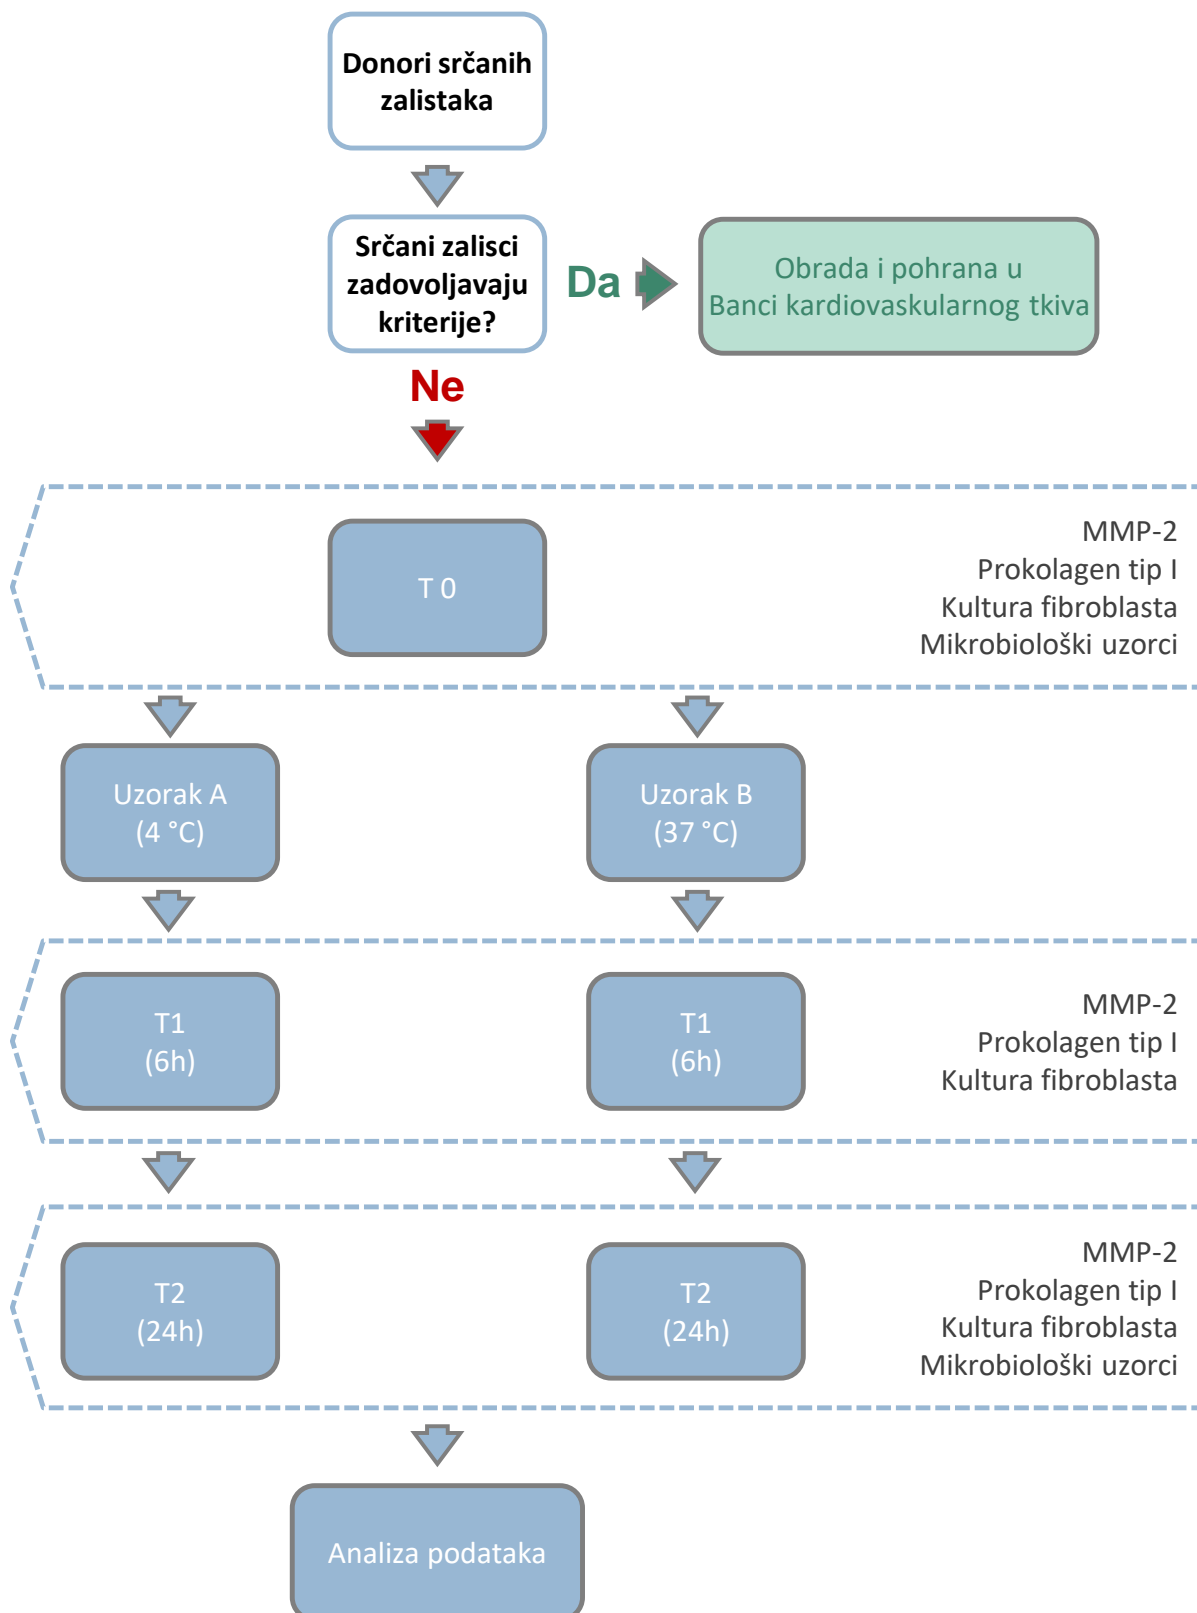 Donori srčanih
zalistaka
Srčani zalisci
zadovoljavaju
kriterije?
Da
Obrada i pohrana u
Banci kardiovaskularnog tkiva
Ne
T 0
MMP-2
Prokolagen tip I
Kultura fibroblasta
Mikrobiološki uzorci
Uzorak A
(4 °C)
Uzorak B
(37 °C)
T1
(6h)
T1
(6h)
MMP-2
Prokolagen tip I
Kultura fibroblasta
T2
(24h)
T2
(24h)
MMP-2
Prokolagen tip I
Kultura fibroblasta
Mikrobiološki uzorci
Analiza podataka